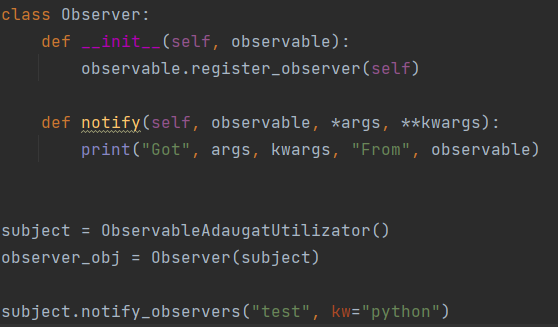 class Observer:
    def __init__(self, observable):
        observable.register_observer(self)
    def notify(self, observable, *args, **kwargs):
        print("Got", args, kwargs, "From", observable)
subject = ObservableAdaugatUtilizator()
observer_obj = Observer(subject)
subject.notify_observers("test", kw="python")